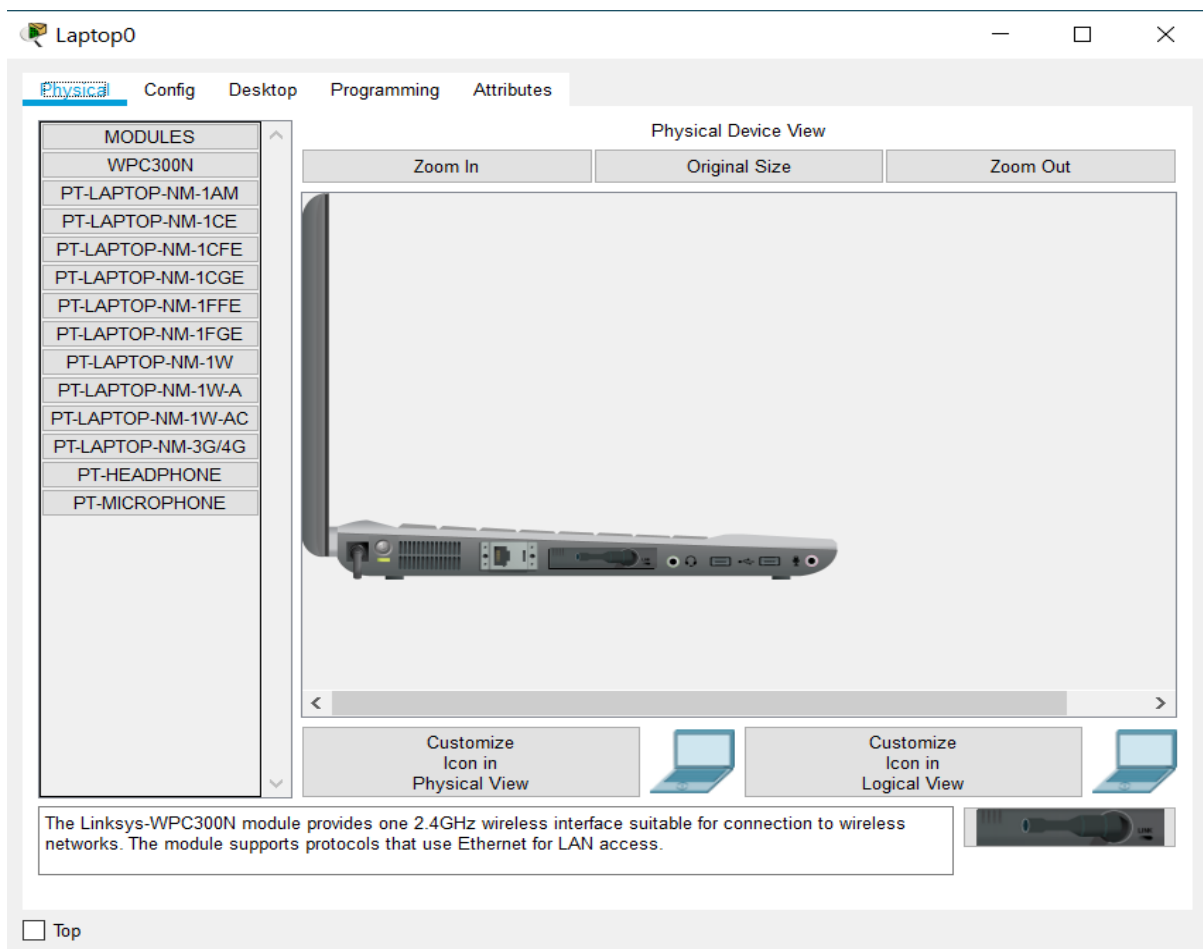 Laptop0
Physical Config Desktop Programming Attributes
MODULES
WPC300N
PT-LAPTOP-NM-1AM
PT-LAPTOP-NM-1CE
PT-LAPTOP-NM-1CFE
PT-LAPTOP-NM-1CGE
PT-LAPTOP-NM-1FFE
PT-LAPTOP-NM-1FGE
PT-LAPTOP-NM-1W
PT-LAPTOP-NM-1W-A
PT-LAPTOP-NM-1W-AC
PT-LAPTOP-NM-3G/4G
PT-HEADPHONE
PT-MICROPHONE
Physical Device View
Zoom In Original Size Zoom Out
Customize
Icon in
Physical View
Customize
Icon in
Logical View
The Linksys-WPC300N module provides one 2.4GHz wireless interface suitable for connection to wireless
networks. The module supports protocols that use Ethernet for LAN access.
LINK
Top